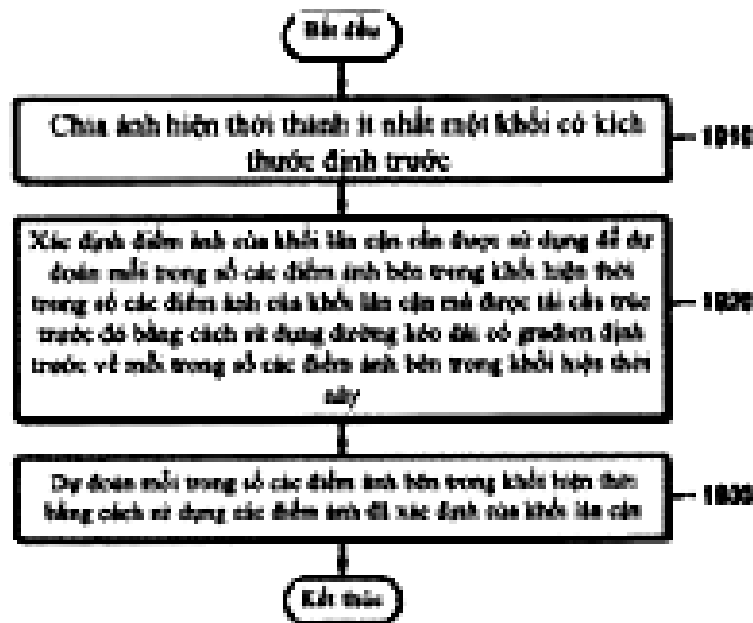 Bắt đầu
Chia ảnh hiện thời thành ít nhất một khối có kích
thước định trước
1910
Xác định điểm ảnh của khối lân cận cần được sử dụng để dự
đoán mỗi trong số các điểm ảnh bên trong khối hiện thời
trong số các điểm ảnh của khối lân cận mà được tái cấu trúc
trước đó bằng cách sử dụng đường kéo dài có gradien định
trước về mỗi trong số các điểm ảnh bên trong khối hiện thời
này
1920
Dự đoán mỗi trong số các điểm ảnh bên trong khối hiện thời
bằng cách sử dụng các điểm ảnh đã xác định của khối lân cận
1930
Kết thúc